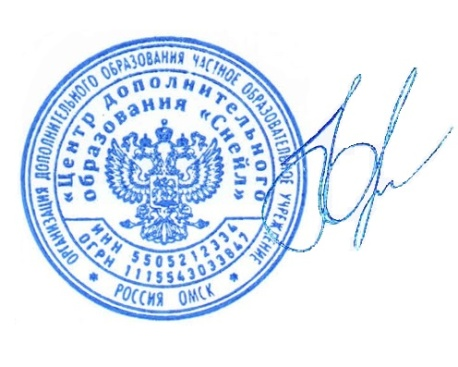 ОРГАНИЗАЦИЯ ДОПОЛНИТЕЛЬНОГО ОБРАЗОВАНИЯ ЧАСТНОЕ ОБРАЗОВАТЕЛЬНОЕ УЧРЕЖДЕНИЕ
«Центр дополнительного
образования «Снейл»
ИНН 5505212334
ОГРН 1115543033847
* РОССИЯ ОМСК *